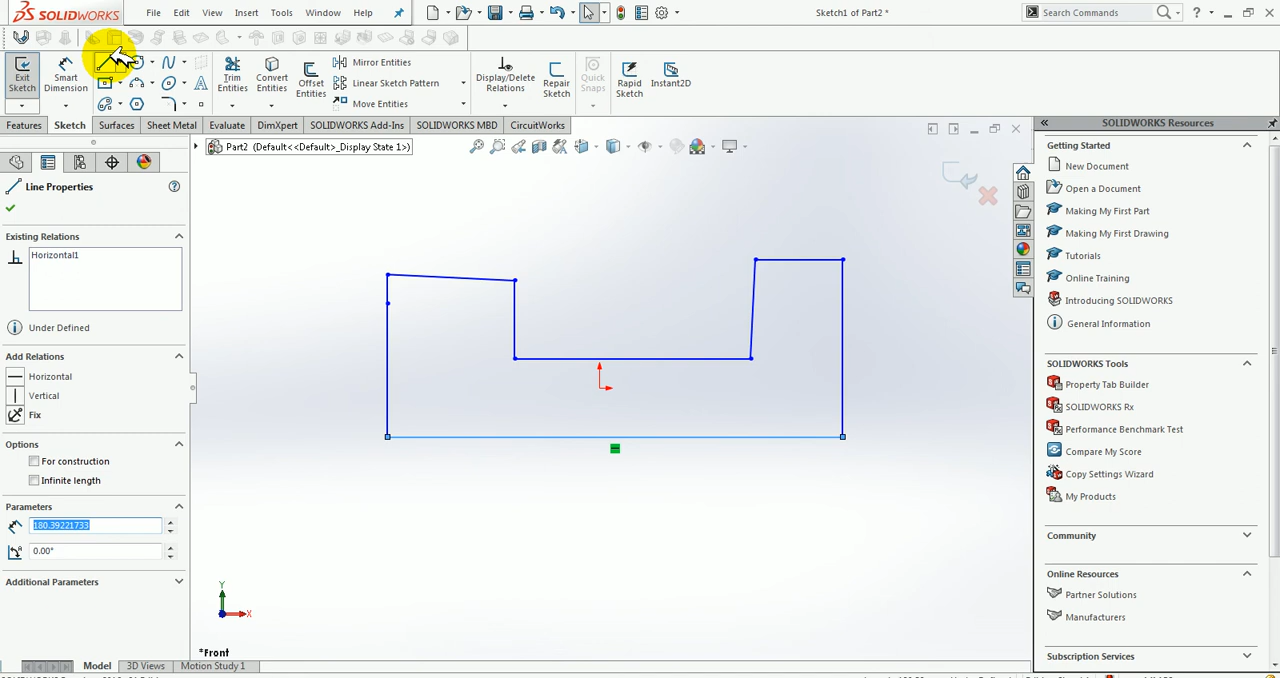 SOLIDWORKS File Edit View Insert Tools Window Help Sketch1 of Part2 * Search Commands
Exit Sketch
Smart Dimension
Trim Entities
Convert Entities
Offset Entities
Mirror Entities
Linear Sketch Pattern
Move Entities
Display/Delete Relations
Repair Sketch
Quick Snaps
Rapid Sketch
Instant2D
Features Sketch Surfaces Sheet Metal Evaluate DimXpert SOLIDWORKS Add-Ins SOLIDWORKS MBD CircuitWorks
Part2 (Default<<Default>_Display State 1>)
Line Properties
Existing Relations
Horizontal1
Under Defined
Add Relations
Horizontal
Vertical
Fix
Options
For construction
Infinite length
Parameters
180.39221733
0.00°
Additional Parameters
Y
X
*Front
Model 3D Views Motion Study 1
SOLIDWORKS Resources
Getting Started
New Document
Open a Document
Making My First Part
Making My First Drawing
Tutorials
Online Training
Introducing SOLIDWORKS
General Information
SOLIDWORKS Tools
Property Tab Builder
SOLIDWORKS Rx
Performance Benchmark Test
Compare My Score
Copy Settings Wizard
My Products
Community
Online Resources
Partner Solutions
Manufacturers
Subscription Services